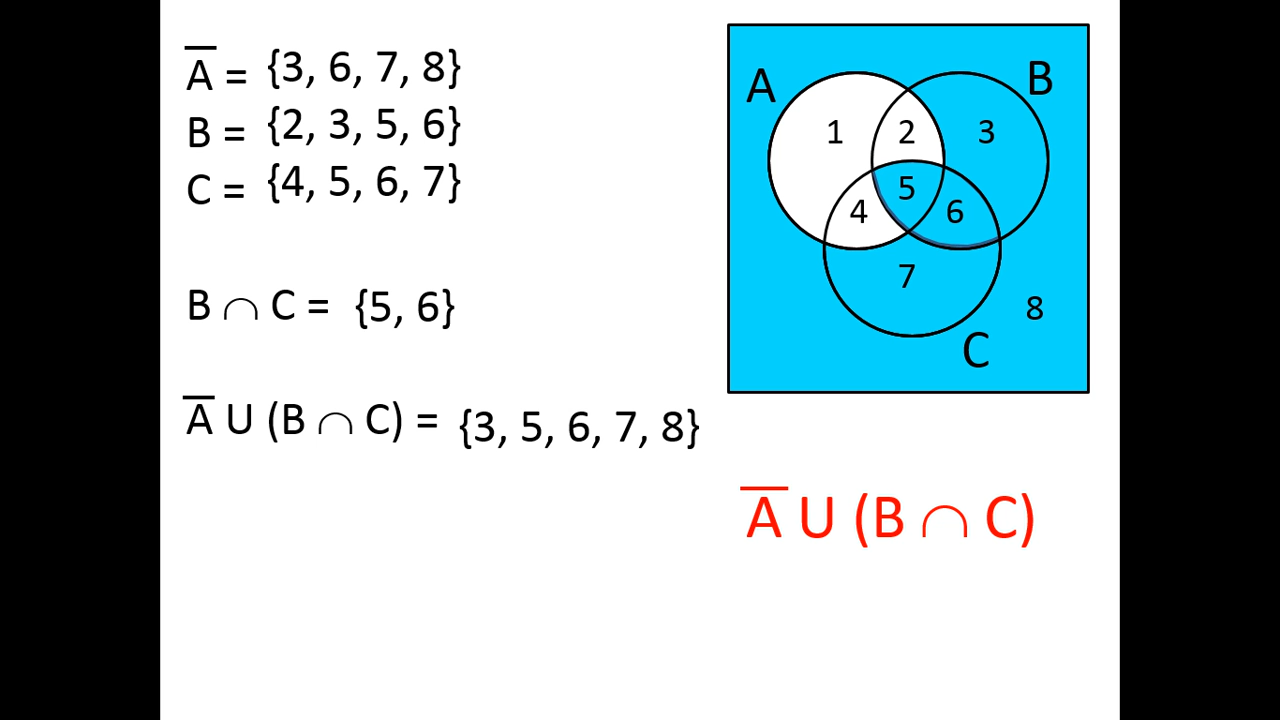 A̅ = {3, 6, 7, 8}
B = {2, 3, 5, 6}
C = {4, 5, 6, 7}
B ∩ C = {5, 6}
A̅ U (B ∩ C) = {3, 5, 6, 7, 8}
A
B
1
2
3
5
4
6
7
8
C
A̅ U (B ∩ C)